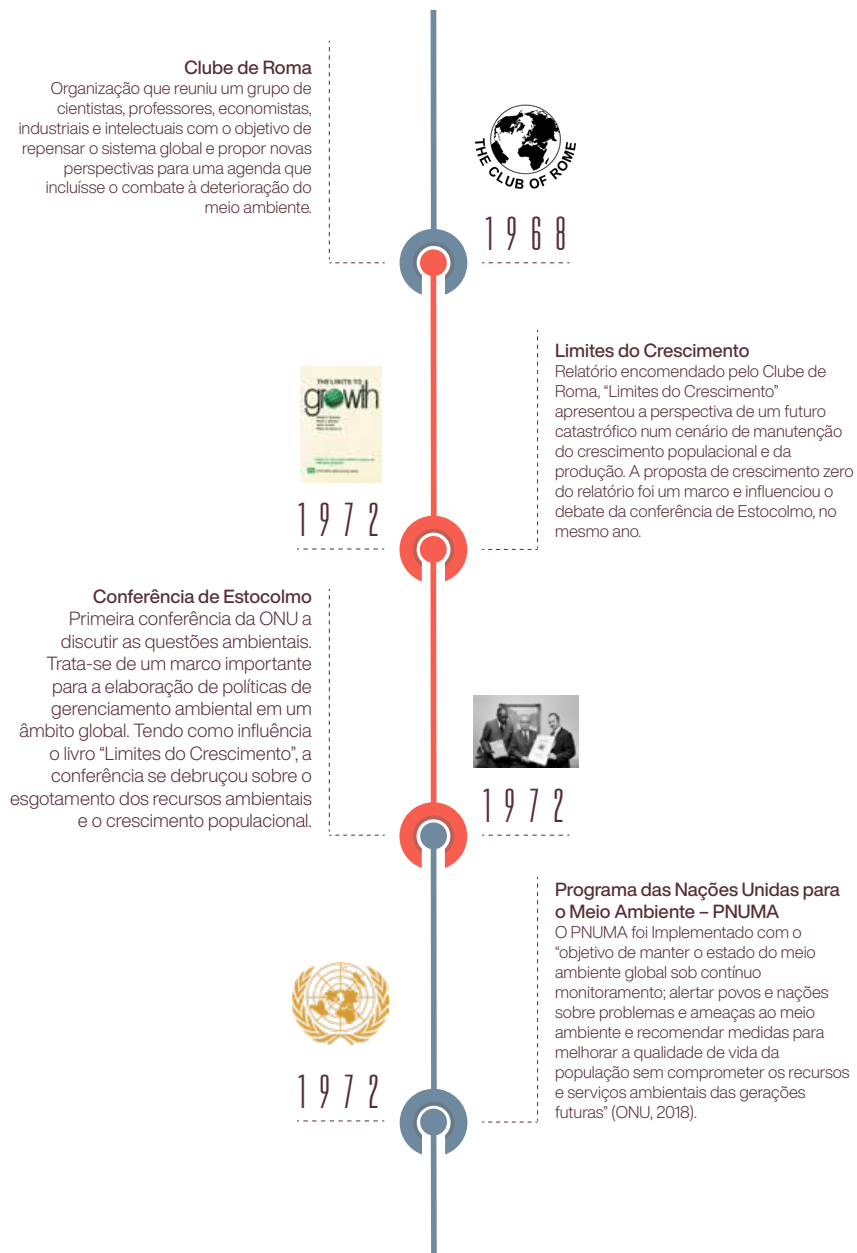 Clube de Roma
Organização que reuniu um grupo de
cientistas, professores, economistas,
industriais e intelectuais com o objetivo de
repensar o sistema global e propor novas
perspectivas para uma agenda que
incluísse o combate à deterioração do
meio ambiente.
THE CLUB OF ROME
1968
THE LIMITS TO
growth
1972
Limites do Crescimento
Relatório encomendado pelo Clube de
Roma, “Limites do Crescimento”
apresentou a perspectiva de um futuro
catastrófico num cenário de manutenção
do crescimento populacional e da
produção. A proposta de crescimento zero
do relatório foi um marco e influenciou o
debate da conferência de Estocolmo, no
mesmo ano.
Conferência de Estocolmo
Primeira conferência da ONU a
discutir as questões ambientais.
Trata-se de um marco importante
para a elaboração de políticas de
gerenciamento ambiental em um
âmbito global. Tendo como influência
o livro “Limites do Crescimento”, a
conferência se debruçou sobre o
esgotamento dos recursos ambientais
e o crescimento populacional.
1972
Programa das Nações Unidas para
o Meio Ambiente – PNUMA
O PNUMA foi Implementado com o
“objetivo de manter o estado do meio
ambiente global sob contínuo
monitoramento; alertar povos e nações
sobre problemas e ameaças ao meio
ambiente e recomendar medidas para
melhorar a qualidade de vida da
população sem comprometer os recursos
e serviços ambientais das gerações
futuras” (ONU, 2018).
1972